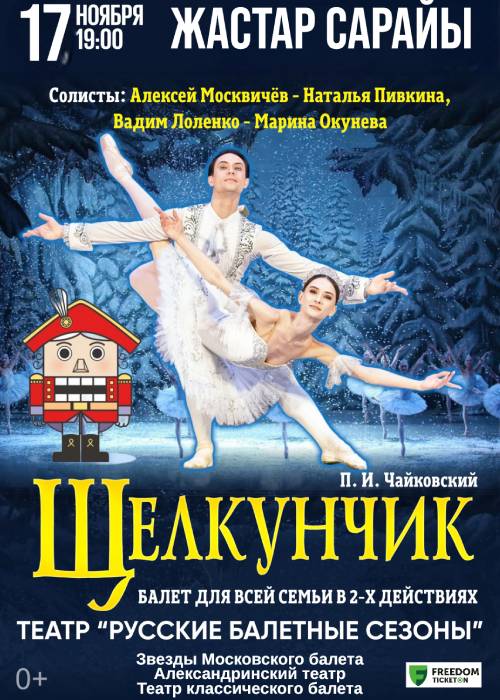 17 НОЯБРЯ
19:00
ЖАСТАР САРАЙЫ
Солисты: Алексей Москвичёв - Наталья Пивкина,
Вадим Лоленко - Марина Окунева
П. И. Чайковский
ЩЕЛКУНЧИК
БАЛЕТ ДЛЯ ВСЕЙ СЕМЬИ В 2-Х ДЕЙСТВИЯХ
ТЕАТР “РУССКИЕ БАЛЕТНЫЕ СЕЗОНЫ”
0+
Звезды Московского балета
Александринский театр
Театр классического балета
FREEDOM
TICKETON